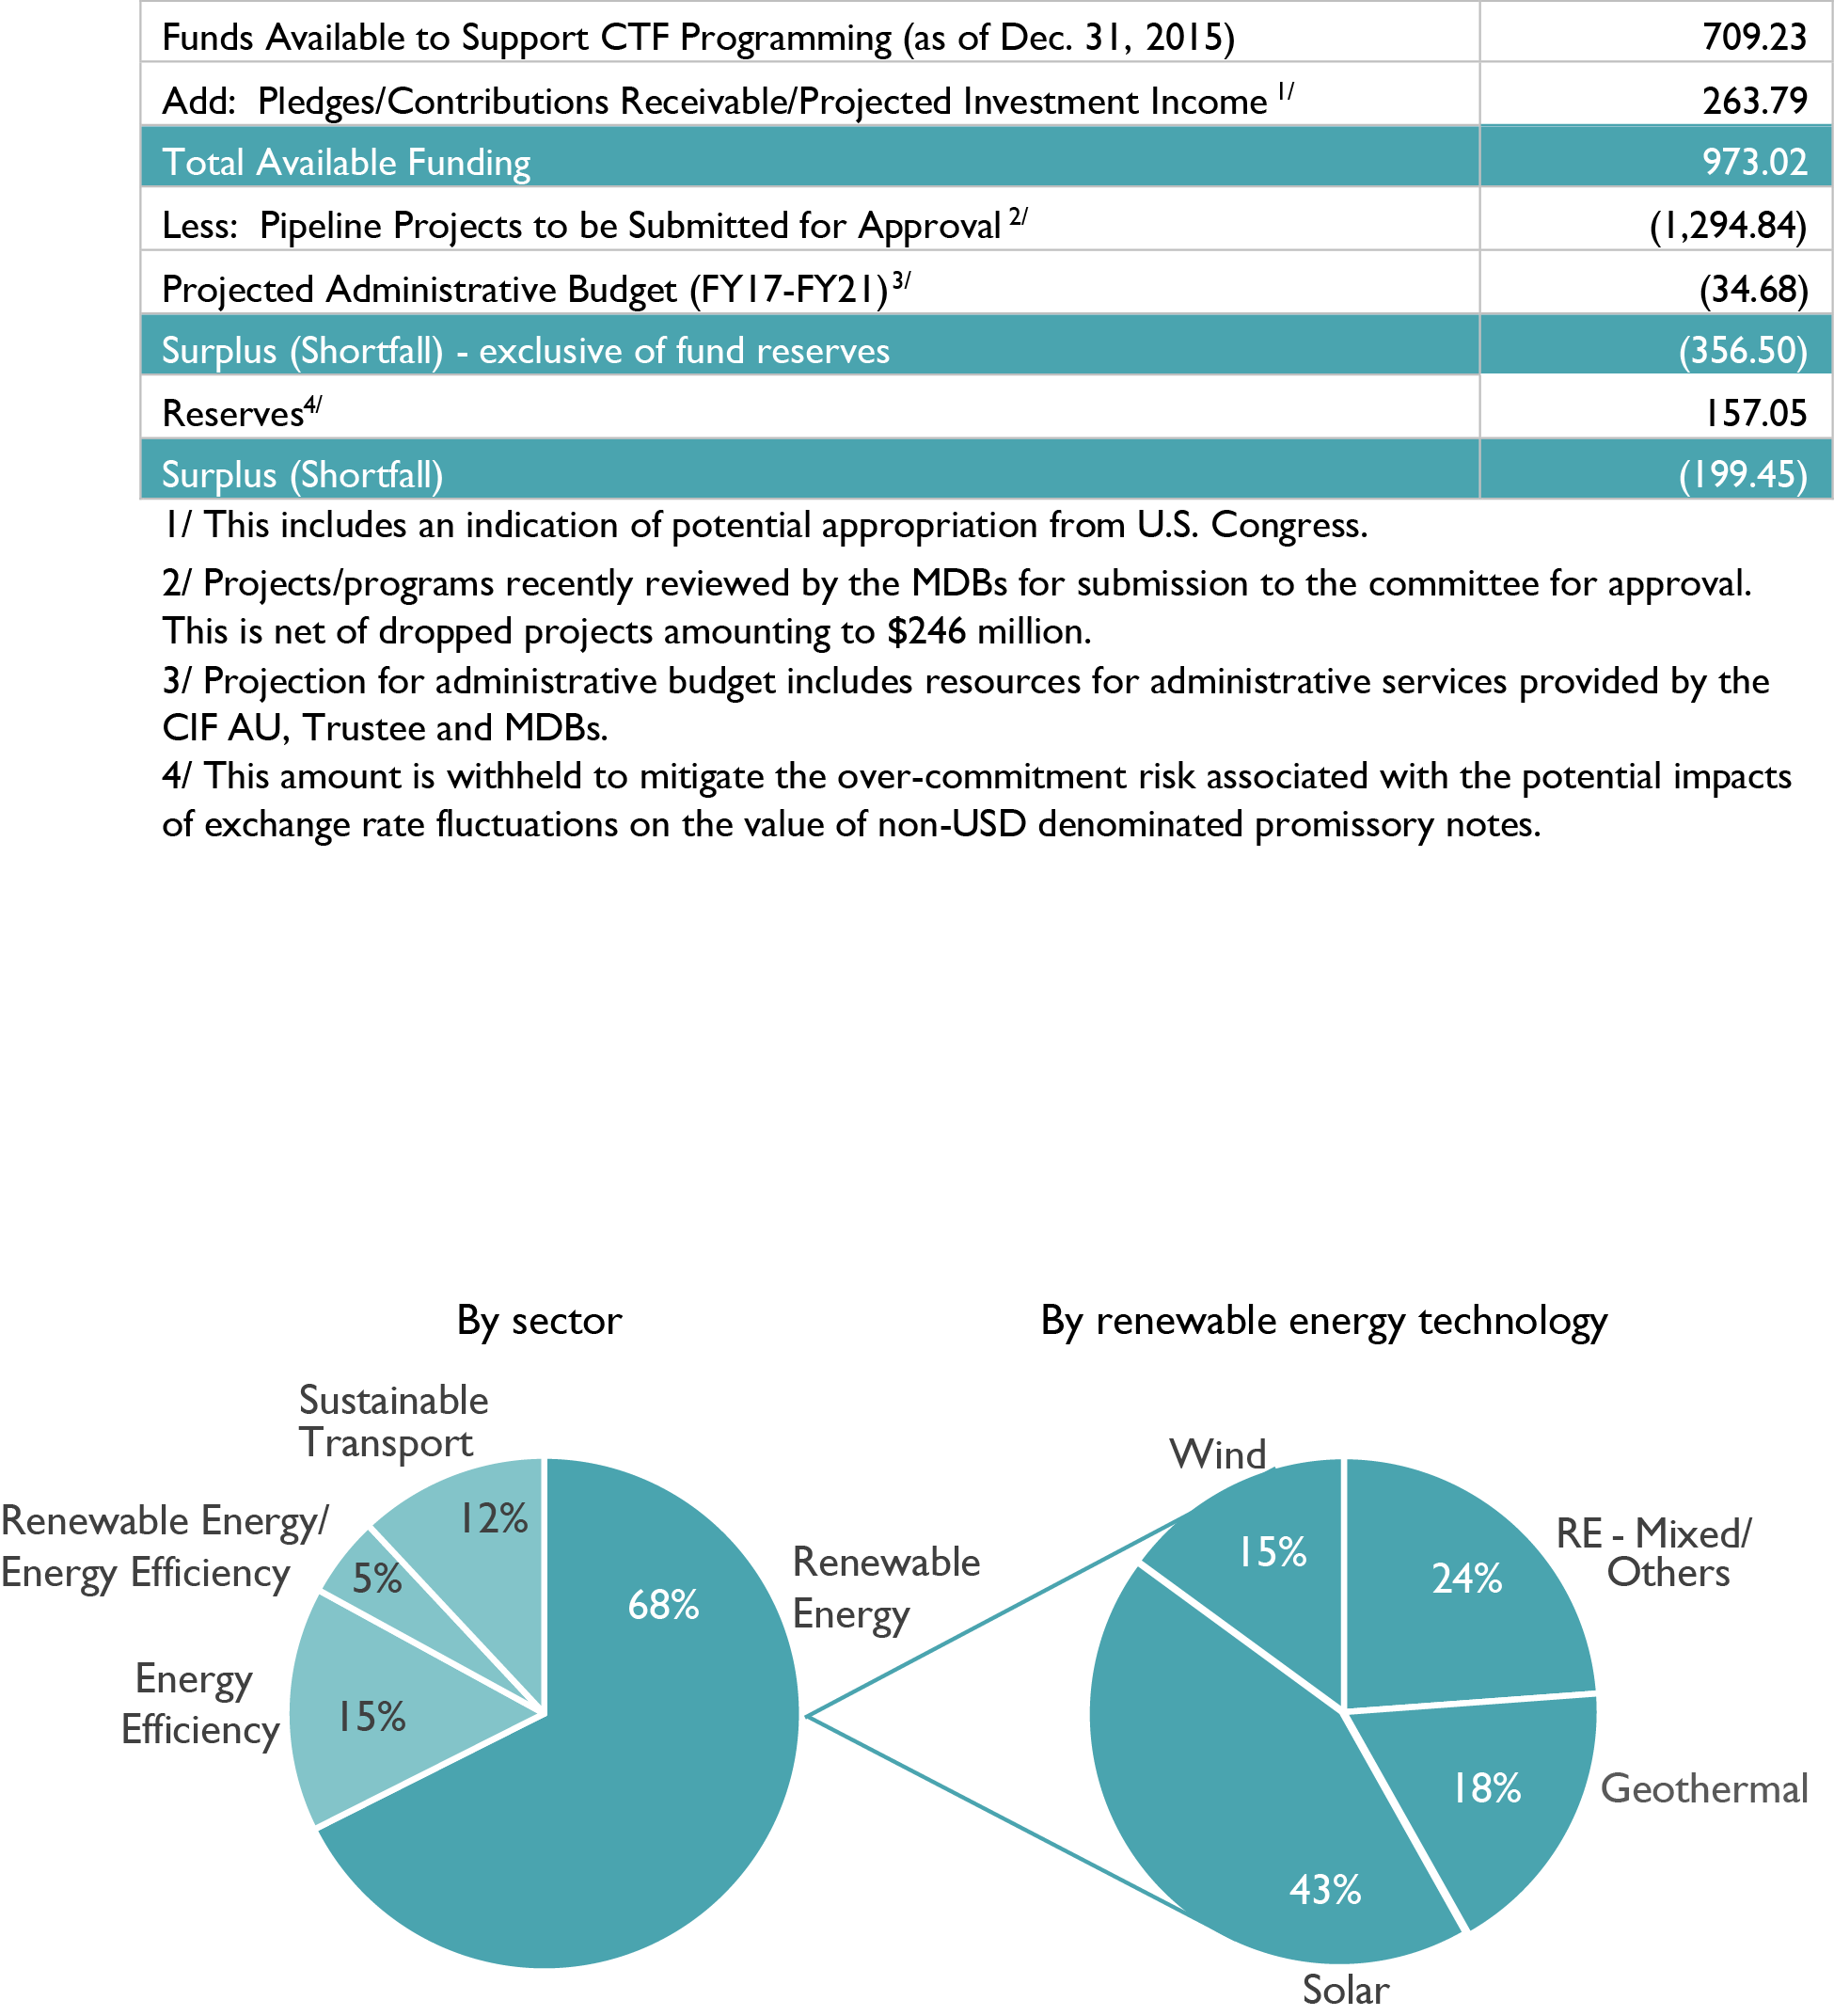 Funds Available to Support CTF Programming (as of Dec. 31, 2015) 709.23
Add: Pledges/Contributions Receivable/Projected Investment Income 1/ 263.79
Total Available Funding 973.02
Less: Pipeline Projects to be Submitted for Approval 2/ (1,294.84)
Projected Administrative Budget (FY17-FY21) 3/ (34.68)
Surplus (Shortfall) - exclusive of fund reserves (356.50)
Reserves4/ 157.05
Surplus (Shortfall) (199.45)
1/ This includes an indication of potential appropriation from U.S. Congress.
2/ Projects/programs recently reviewed by the MDBs for submission to the committee for approval.
This is net of dropped projects amounting to $246 million.
3/ Projection for administrative budget includes resources for administrative services provided by the
CIF AU, Trustee and MDBs.
4/ This amount is withheld to mitigate the over-commitment risk associated with the potential impacts
of exchange rate fluctuations on the value of non-USD denominated promissory notes.
By sector
Sustainable
Transport
12%
Renewable Energy/
Energy Efficiency
5%
Energy
Efficiency
15%
68%
Renewable
Energy
By renewable energy technology
Wind
15%
RE - Mixed/
Others
24%
18%
Geothermal
43%
Solar